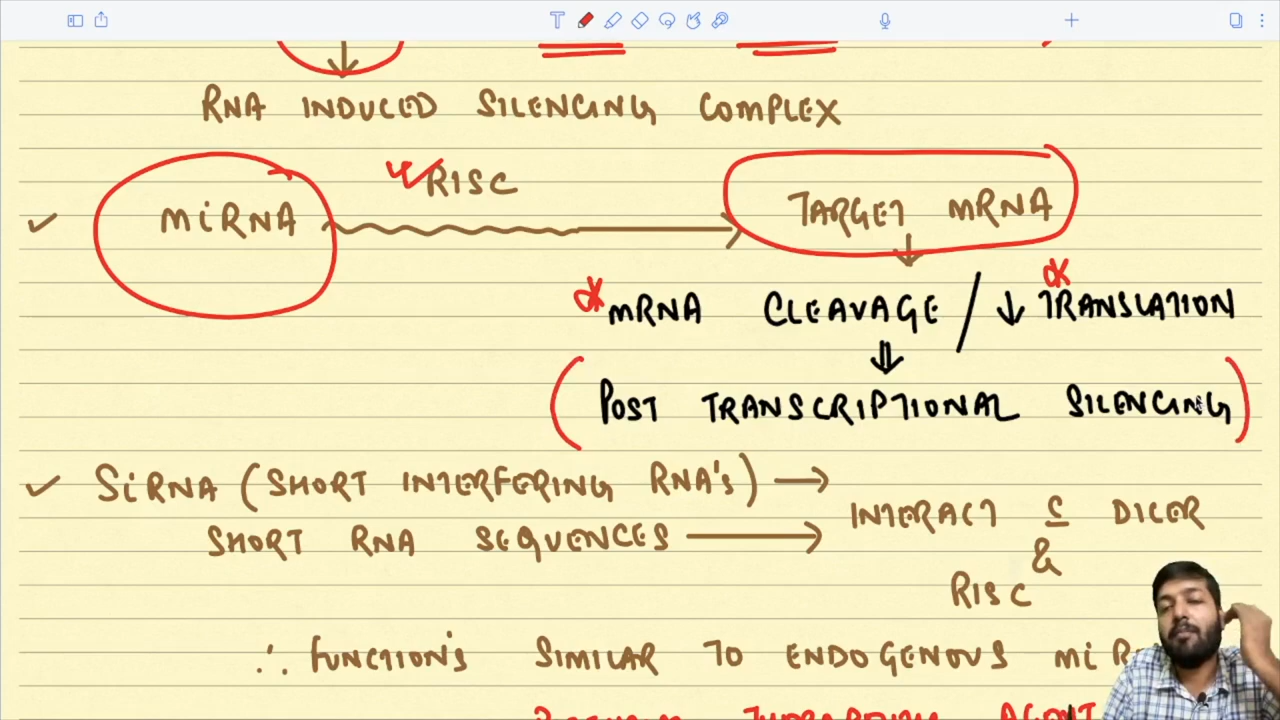 RNA INDUCED SILENCING COMPLEX
RISC
miRNA
TARGET mRNA
mRNA CLEAVAGE / ↓ TRANSLATION
(POST TRANSCRIPTIONAL SILENCING)
SiRNA (SHORT INTERFERING RNA's) →
SHORT RNA SEQUENCES → INTERACT c DICER
&
RISC
∴ FUNCTION's SIMILAR TO ENDOGENOUS